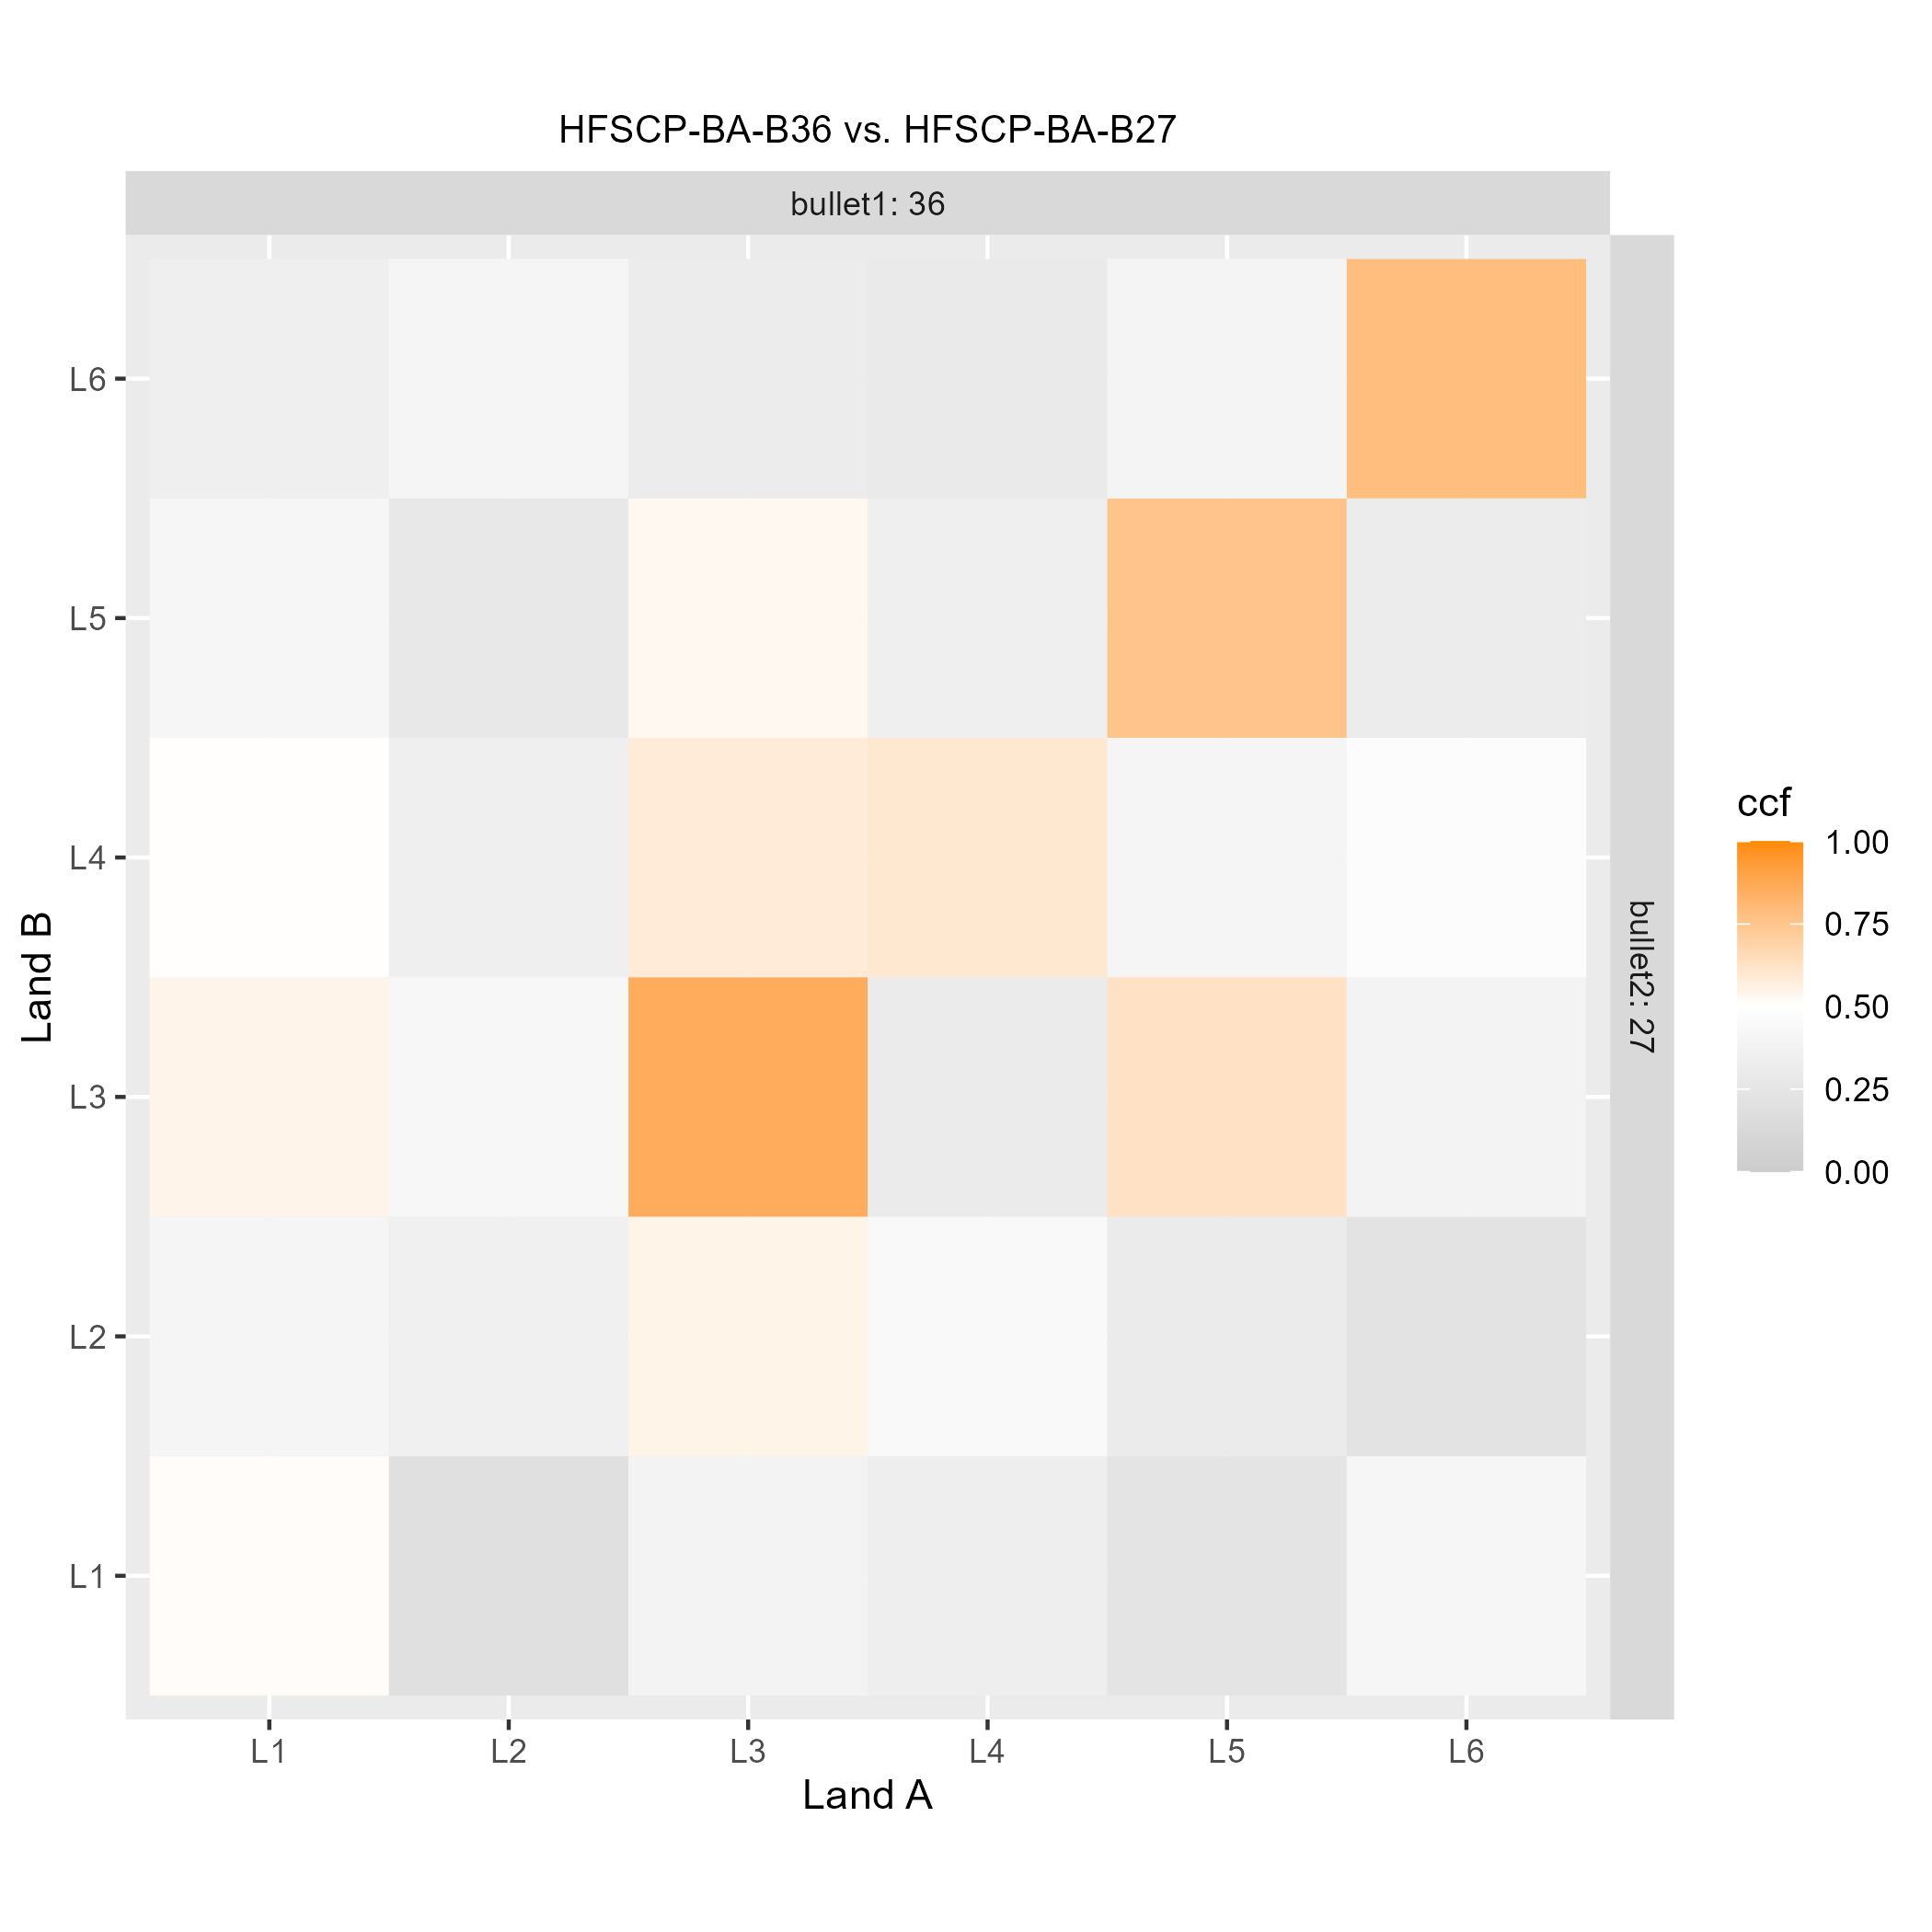 HFSCP-BA-B36 vs. HFSCP-BA-B27
bullet1: 36
L6
L5
L4
L3
L2
L1
Land B
bullet2: 27
L1 L2 L3 L4 L5 L6
Land A
ccf
1.00
0.75
0.50
0.25
0.00